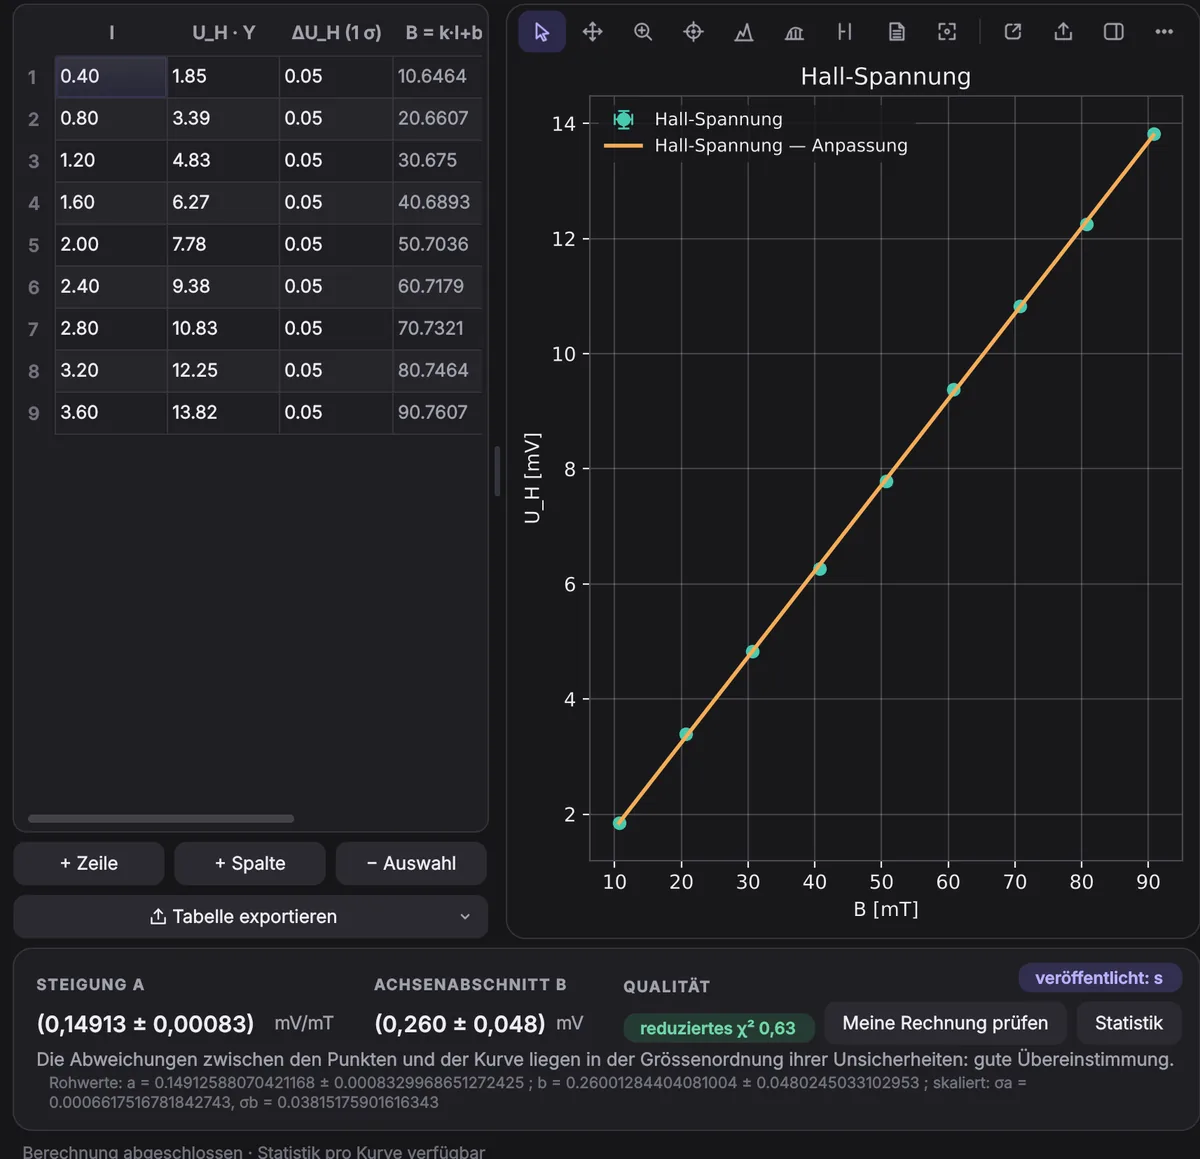 I U_H · Y ΔU_H (1 σ) B = k·I+b
1 0.40 1.85 0.05 10.6464
2 0.80 3.39 0.05 20.6607
3 1.20 4.83 0.05 30.675
4 1.60 6.27 0.05 40.6893
5 2.00 7.78 0.05 50.7036
6 2.40 9.38 0.05 60.7179
7 2.80 10.83 0.05 70.7321
8 3.20 12.25 0.05 80.7464
9 3.60 13.82 0.05 90.7607
+ Zeile + Spalte − Auswahl
Tabelle exportieren
Hall-Spannung
Hall-Spannung
Hall-Spannung — Anpassung
14
12
10
8
6
4
2
U_H [mV]
10 20 30 40 50 60 70 80 90
B [mT]
STEIGUNG A ACHSENABSCHNITT B QUALITÄT veröffentlicht: s
(0,14913 ± 0,00083) mV/mT (0,260 ± 0,048) mV reduziertes χ² 0,63 Meine Rechnung prüfen Statistik
Die Abweichungen zwischen den Punkten und der Kurve liegen in der Grössenordnung ihrer Unsicherheiten: gute Übereinstimmung.
Rohwerte: a = 0.14912588070421168 ± 0.0008329968651272425 ; b = 0.26001284404081004 ± 0.0480245033102953 ; skaliert: σa =
0.0006617516781842743, σb = 0.03815175901616343
Berechnung abgeschlossen · Statistik pro Kurve verfügbar